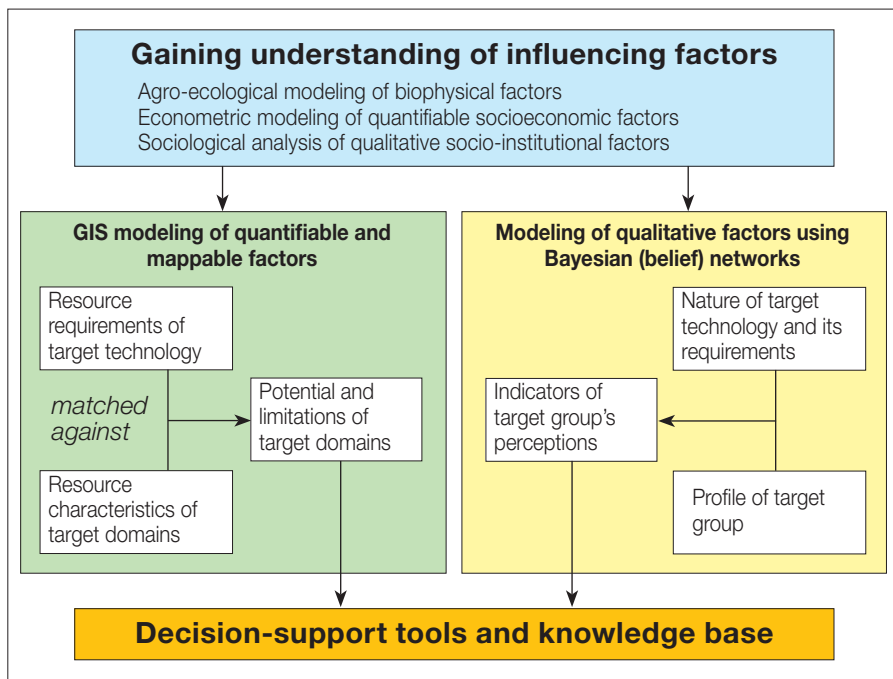 Gaining understanding of influencing factors
Agro-ecological modeling of biophysical factors
Econometric modeling of quantifiable socioeconomic factors
Sociological analysis of qualitative socio-institutional factors
GIS modeling of quantifiable and
mappable factors
Resource
requirements of
target technology
matched
against
Potential and
limitations of
target domains
Resource
characteristics of
target domains
Modeling of qualitative factors using
Bayesian (belief) networks
Nature of target
technology and its
requirements
Indicators of
target group’s
perceptions
Profile of target
group
Decision-support tools and knowledge base